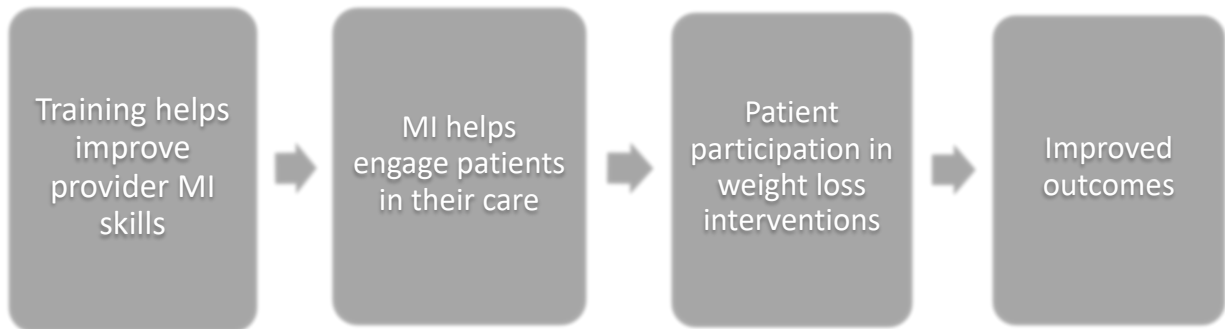 Training helps
improve
provider MI
skills
MI helps
engage patients
in their care
Patient
participation in
weight loss
interventions
Improved
outcomes